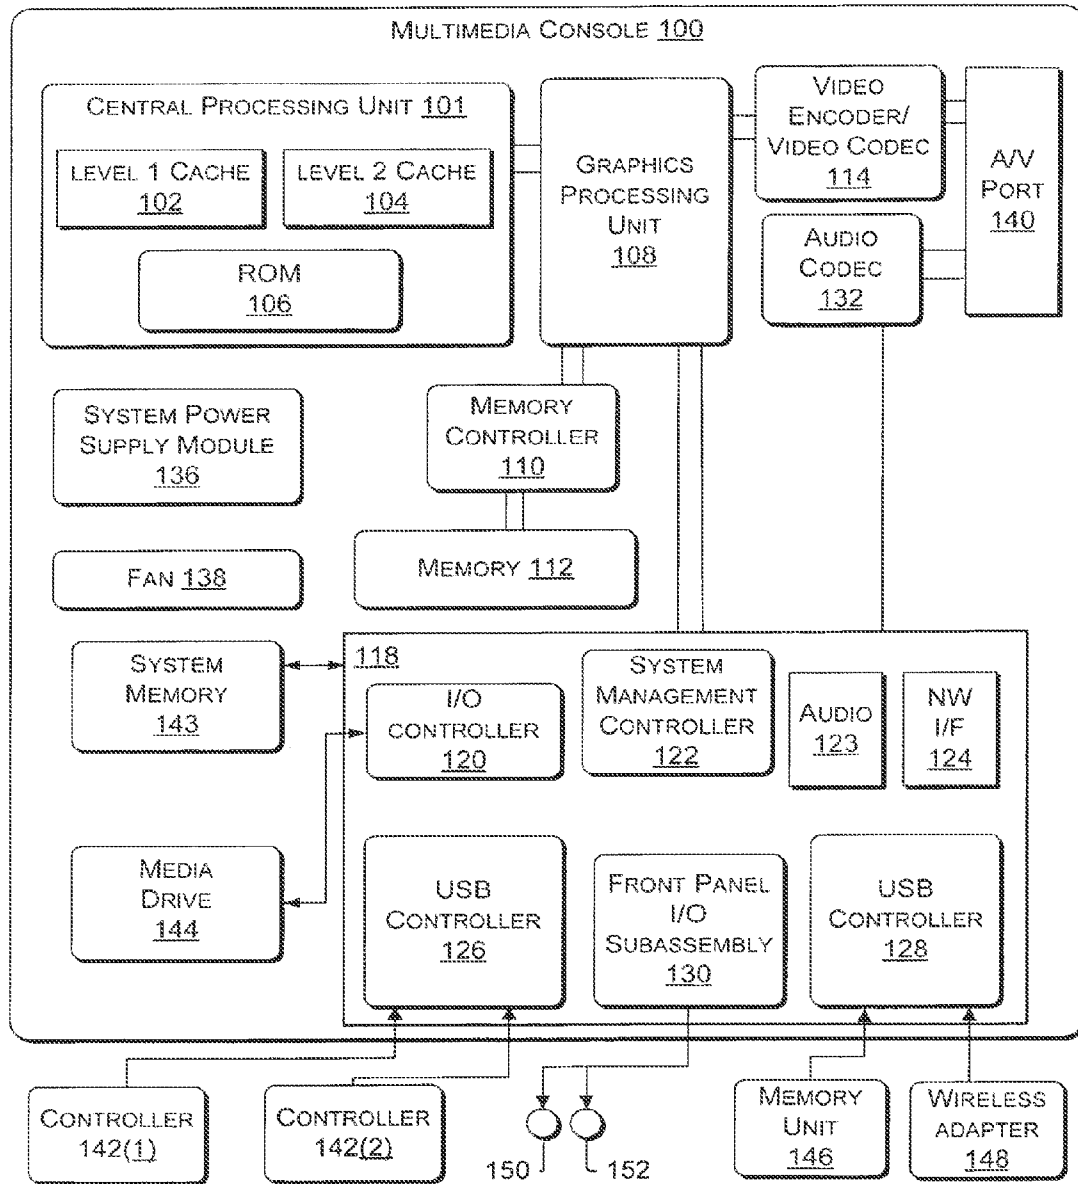 MULTIMEDIA CONSOLE 100
CENTRAL PROCESSING UNIT 101
LEVEL 1 CACHE
102
LEVEL 2 CACHE
104
ROM
106
GRAPHICS
PROCESSING
UNIT
108
VIDEO
ENCODER/
VIDEO CODEC
114
A/V
PORT
140
AUDIO
CODEC
132
SYSTEM POWER
SUPPLY MODULE
136
MEMORY
CONTROLLER
110
FAN 138
MEMORY 112
SYSTEM
MEMORY
143
118
I/O
CONTROLLER
120
SYSTEM
MANAGEMENT
CONTROLLER
122
AUDIO
123
NW
I/F
124
MEDIA
DRIVE
144
USB
CONTROLLER
126
FRONT PANEL
I/O
SUBASSEMBLY
130
USB
CONTROLLER
128
CONTROLLER
142(1)
CONTROLLER
142(2)
150
152
MEMORY
UNIT
146
WIRELESS
ADAPTER
148